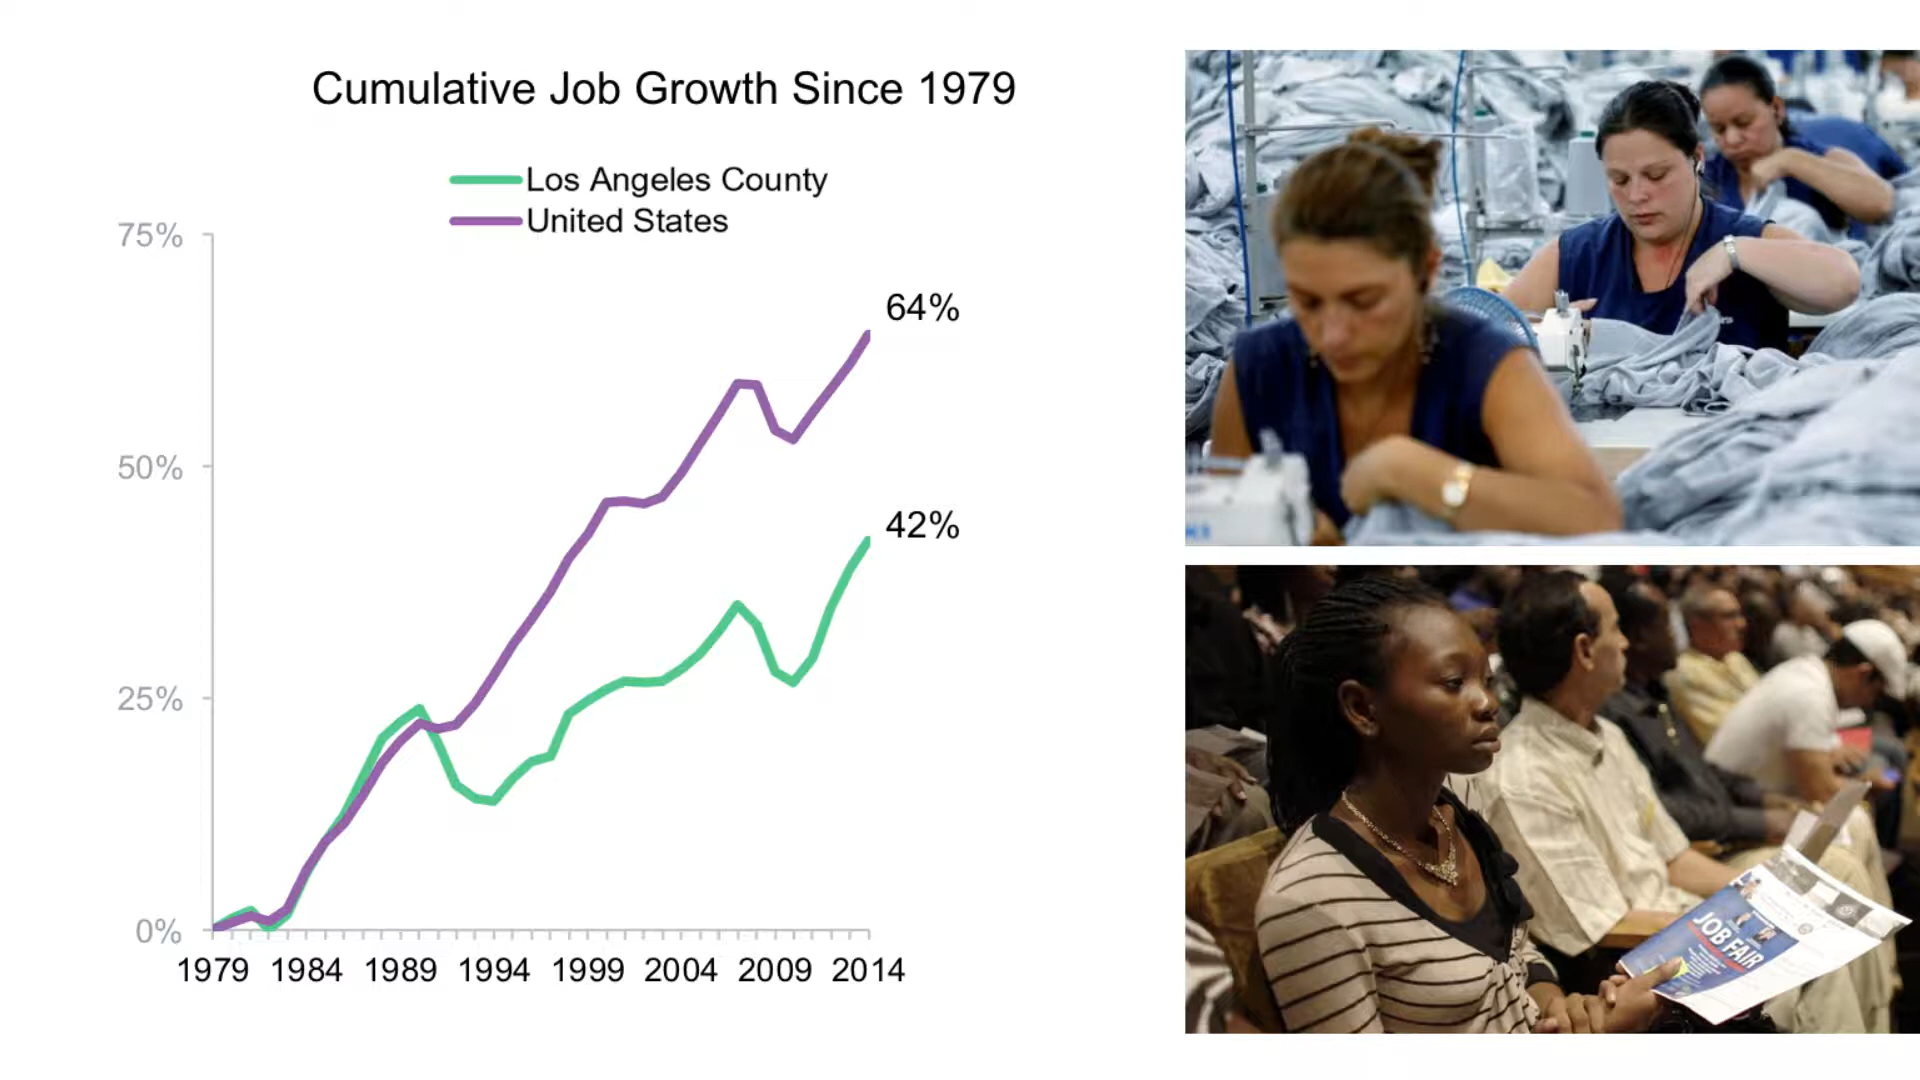 Cumulative Job Growth Since 1979
Los Angeles County
United States
75%
50%
25%
0%
64%
42%
1979 1984 1989 1994 1999 2004 2009 2014
JOB FAIR